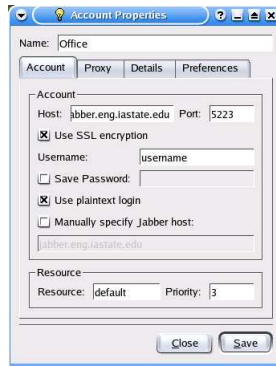 Account Properties
Name: Office
Account Proxy Details Preferences
Account
Host: abber.eng.iastate.edu Port: 5223
Use SSL encryption
Username: username
Save Password:
Use plaintext login
Manually specify Jabber host:
jabber.eng.iastate.edu
Resource
Resource: default Priority: 3
Close Save